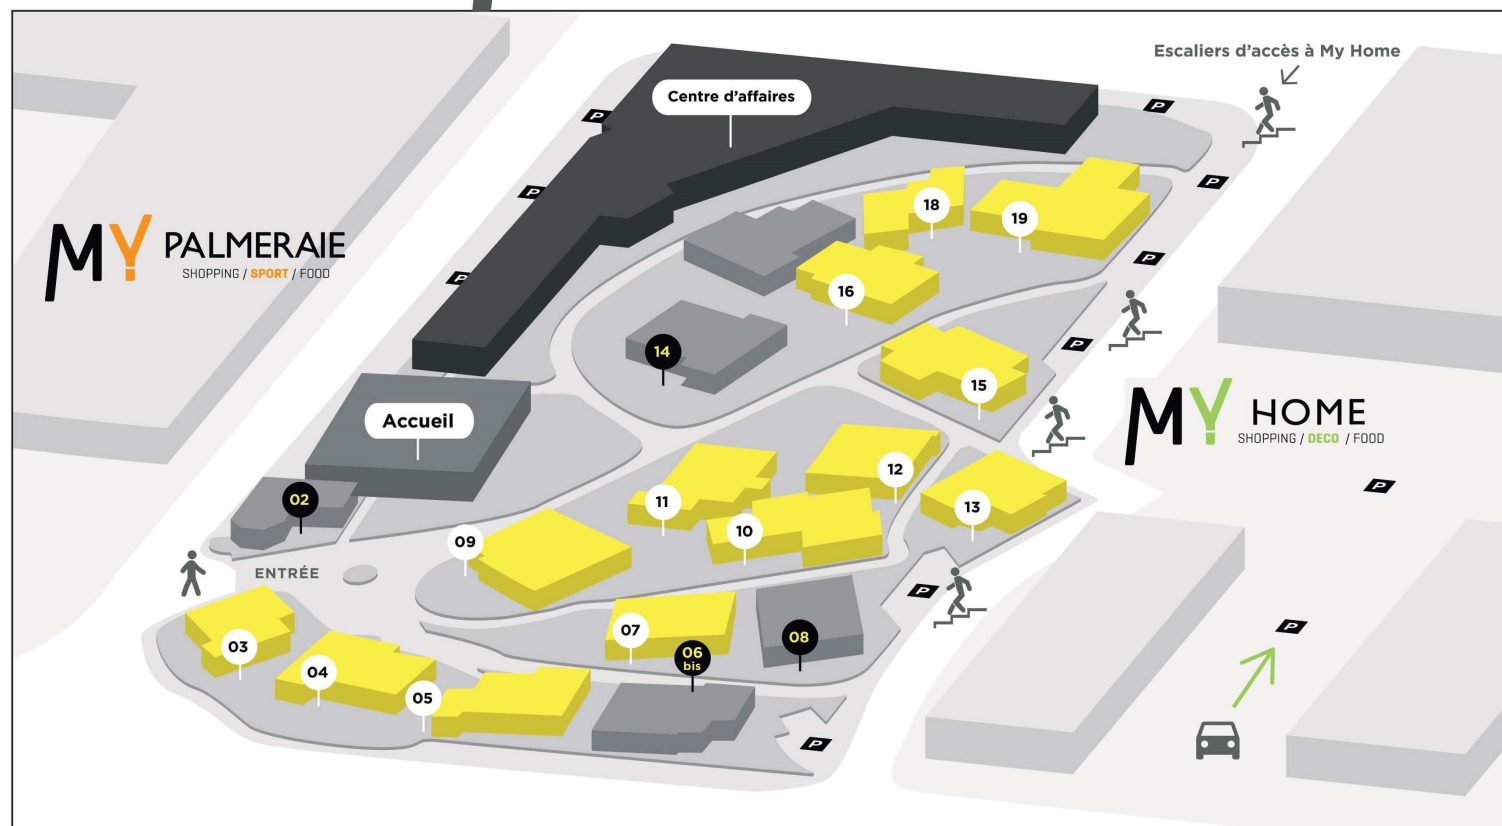 Escaliers d'accès à My Home
P
Centre d'affaires
P
P
P
18
19
MY PALMERAIE
SHOPPING / SPORT / FOOD
P
P
16
14
P
15
Accueil
MY HOME
SHOPPING / DECO / FOOD
12
P
02
11
13
10
09
ENTRÉE
P
07
08
P
03
06
bis
04
05
P